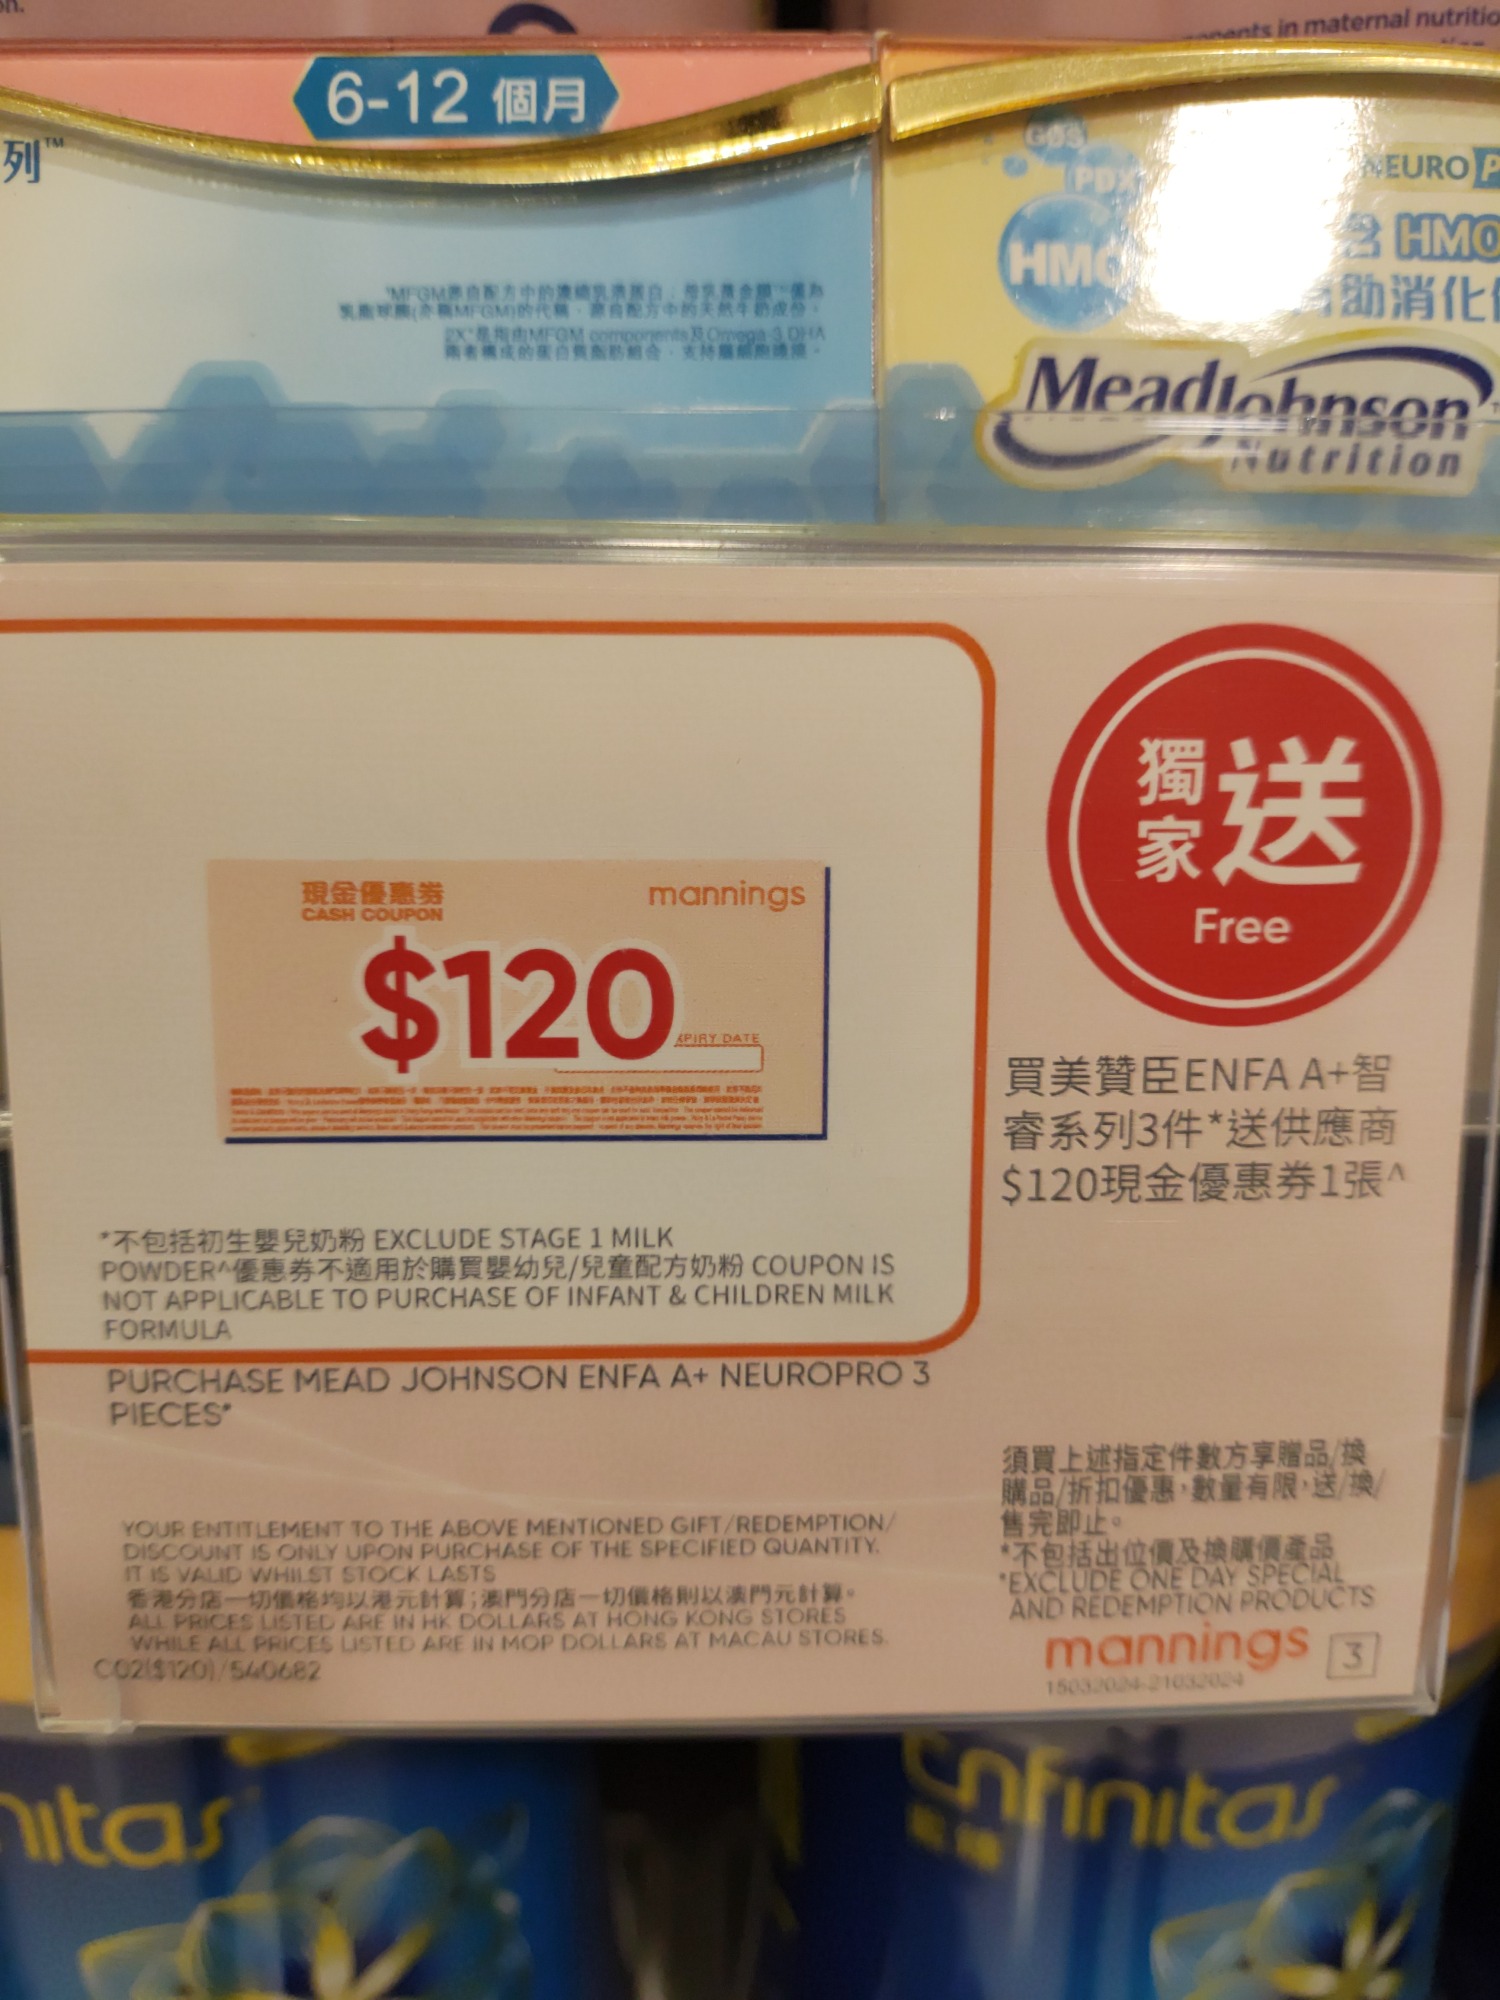 nents in maternal nutritio
6-12 個月
列™
GOS
PDX
HMO
NEURO P
含 HMO
助消化
MeadJohnson
Nutrition
獨家送
Free
現金優惠券
CASH COUPON
mannings
$120
XPIRY DATE
買美贊臣ENFA A+智
睿系列3件*送供應商
$120現金優惠券1張^
*不包括初生嬰兒奶粉 EXCLUDE STAGE 1 MILK
POWDER^優惠券不適用於購買嬰幼兒/兒童配方奶粉 COUPON IS
NOT APPLICABLE TO PURCHASE OF INFANT & CHILDREN MILK
FORMULA
PURCHASE MEAD JOHNSON ENFA A+ NEUROPRO 3
PIECES*
須買上述指定件數方享贈品/換
購品/折扣優惠,數量有限,送/換/
售完即止。
*不包括出位價及換購價產品
*EXCLUDE ONE DAY SPECIAL
AND REDEMPTION PRODUCTS
YOUR ENTITLEMENT TO THE ABOVE MENTIONED GIFT/REDEMPTION/
DISCOUNT IS ONLY UPON PURCHASE OF THE SPECIFIED QUANTITY.
IT IS VALID WHILST STOCK LASTS
香港分店一切價格均以港元計算;澳門分店一切價格則以澳門元計算。
ALL PRICES LISTED ARE IN HK DOLLARS AT HONG KONG STORES
WHILE ALL PRICES LISTED ARE IN MOP DOLLARS AT MACAU STORES.
C02($120)/540682
mannings 3
15032024-21032024
nitas
Enfinitas